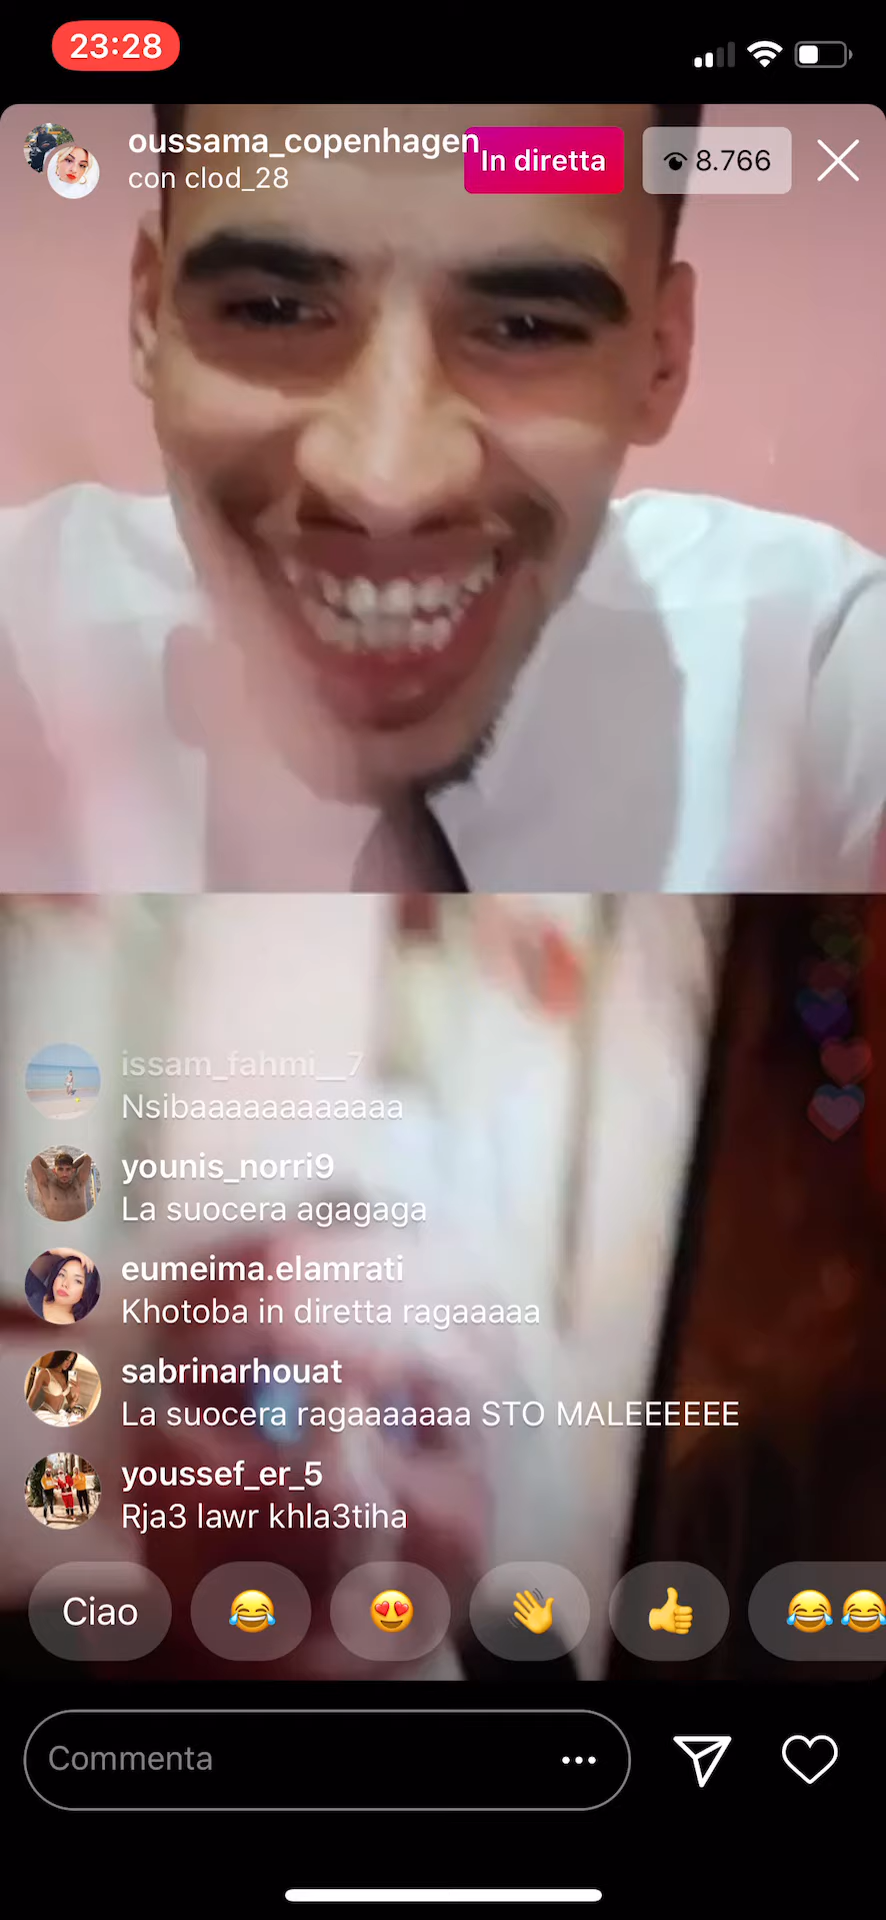 23:28
oussama_copenhagen
con clod_28
In diretta
8.766
issam_fahmi__7
Nsibaaaaaaaaaaaa
younis_norri9
La suocera agagaga
eumeima.elamrati
Khotoba in diretta ragaaaaa
sabrinarhouat
La suocera ragaaaaaaa STO MALEEEEEE
youssef_er_5
Rja3 lawr khla3tiha
Ciao
Commenta